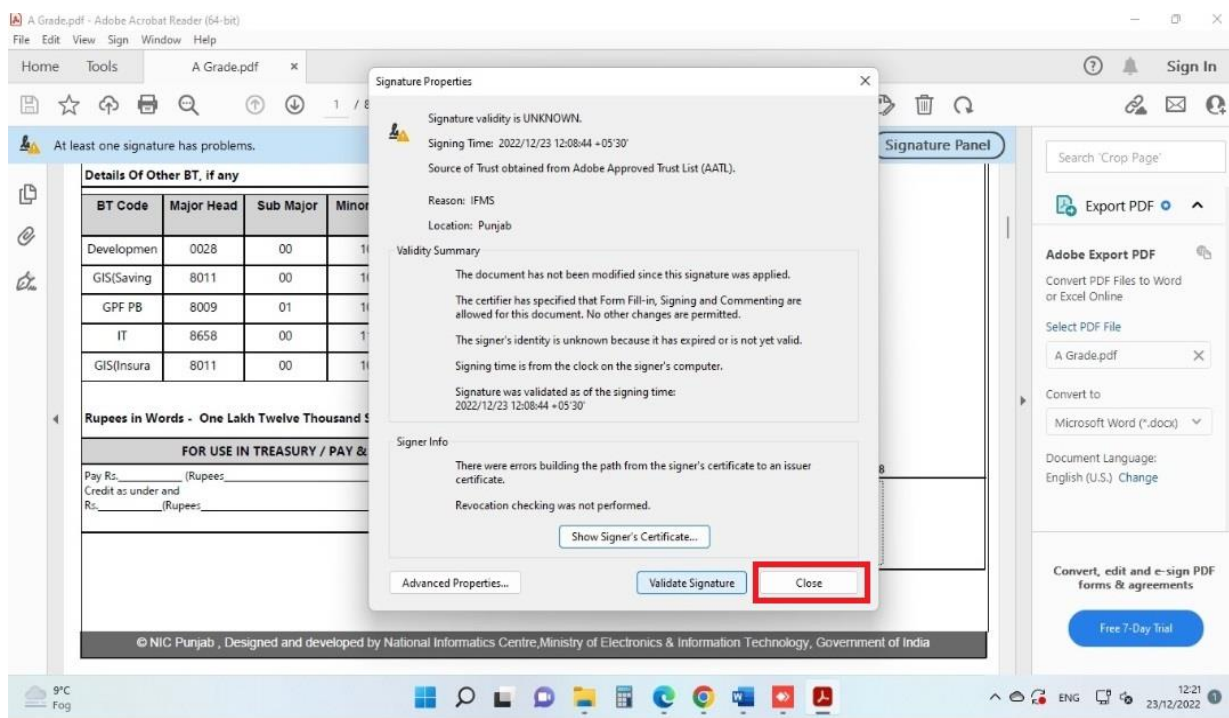 A Grade.pdf - Adobe Acrobat Reader (64-bit)
File Edit View Sign Window Help
Home Tools A Grade.pdf × Sign In
1 / 8
At least one signature has problems.
Signature Panel
Details Of Other BT, if any
BT Code Major Head Sub Major Minor
Developmen 0028 00
GIS(Saving 8011 00
GPF PB 8009 01
IT 8658 00
GIS(Insura 8011 00
Rupees in Words - One Lakh Twelve Thousand S
FOR USE IN TREASURY / PAY &
Pay Rs. (Rupees
Credit as under and
Rs. (Rupees
8
Signature Properties
Signature validity is UNKNOWN.
Signing Time: 2022/12/23 12:08:44 +05'30'
Source of Trust obtained from Adobe Approved Trust List (AATL).
Reason: IFMS
Location: Punjab
Validity Summary
The document has not been modified since this signature was applied.
The certifier has specified that Form Fill-in, Signing and Commenting are
allowed for this document. No other changes are permitted.
The signer's identity is unknown because it has expired or is not yet valid.
Signing time is from the clock on the signer's computer.
Signature was validated as of the signing time:
2022/12/23 12:08:44 +05'30'
Signer Info
There were errors building the path from the signer's certificate to an issuer
certificate.
Revocation checking was not performed.
Show Signer's Certificate...
Advanced Properties... Validate Signature Close
© NIC Punjab , Designed and developed by National Informatics Centre,Ministry of Electronics & Information Technology, Government of India
Search 'Crop Page'
Export PDF
Adobe Export PDF
Convert PDF Files to Word
or Excel Online
Select PDF File
A Grade.pdf ×
Convert to
Microsoft Word (*.docx)
Document Language:
English (U.S.) Change
Convert, edit and e-sign PDF
forms & agreements
Free 7-Day Trial
9°C
Fog
ENG
12:21
23/12/2022
1